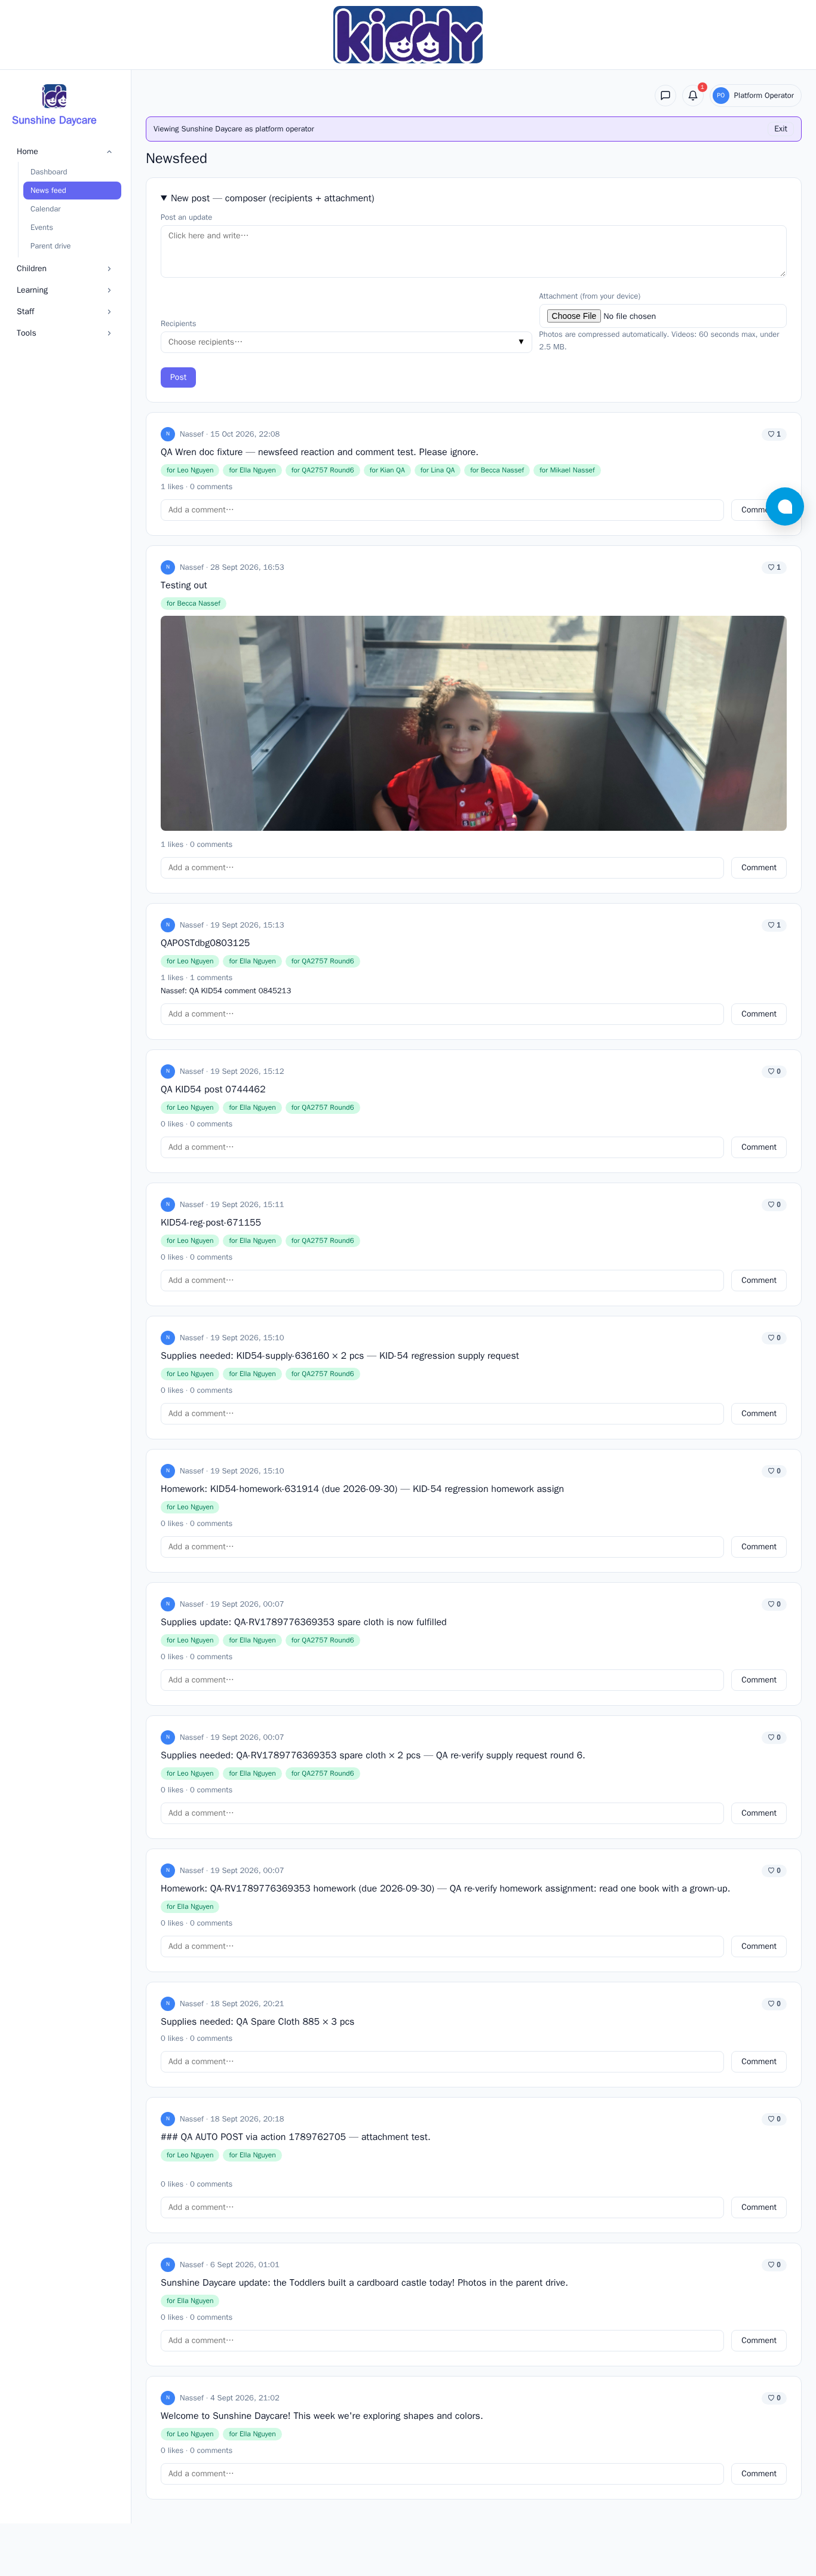 kiddy
Sunshine Daycare
Home
Dashboard
News feed
Calendar
Events
Parent drive
Children
Learning
Staff
Tools
1
PO Platform Operator
Viewing Sunshine Daycare as platform operator Exit
Newsfeed
▼ New post — composer (recipients + attachment)
Post an update
Click here and write…
Attachment (from your device)
Choose File No file chosen
Recipients
Choose recipients…
Photos are compressed automatically. Videos: 60 seconds max, under
2.5 MB.
Post
N Nassef · 15 Oct 2026, 22:08 ♡ 1
QA Wren doc fixture — newsfeed reaction and comment test. Please ignore.
for Leo Nguyen for Ella Nguyen for QA2757 Round6 for Kian QA for Lina QA for Becca Nassef for Mikael Nassef
1 likes · 0 comments
Add a comment…
N Nassef · 28 Sept 2026, 16:53 ♡ 1
Testing out
for Becca Nassef
1 likes · 0 comments
Add a comment… Comment
N Nassef · 19 Sept 2026, 15:13 ♡ 1
QAPOSTdbg0803125
for Leo Nguyen for Ella Nguyen for QA2757 Round6
1 likes · 1 comments
Nassef: QA KID54 comment 0845213
Add a comment… Comment
N Nassef · 19 Sept 2026, 15:12 ♡ 0
QA KID54 post 0744462
for Leo Nguyen for Ella Nguyen for QA2757 Round6
0 likes · 0 comments
Add a comment… Comment
N Nassef · 19 Sept 2026, 15:11 ♡ 0
KID54-reg-post-671155
for Leo Nguyen for Ella Nguyen for QA2757 Round6
0 likes · 0 comments
Add a comment… Comment
N Nassef · 19 Sept 2026, 15:10 ♡ 0
Supplies needed: KID54-supply-636160 × 2 pcs — KID-54 regression supply request
for Leo Nguyen for Ella Nguyen for QA2757 Round6
0 likes · 0 comments
Add a comment… Comment
N Nassef · 19 Sept 2026, 15:10 ♡ 0
Homework: KID54-homework-631914 (due 2026-09-30) — KID-54 regression homework assign
for Leo Nguyen
0 likes · 0 comments
Add a comment… Comment
N Nassef · 19 Sept 2026, 00:07 ♡ 0
Supplies update: QA-RV1789776369353 spare cloth is now fulfilled
for Leo Nguyen for Ella Nguyen for QA2757 Round6
0 likes · 0 comments
Add a comment… Comment
N Nassef · 19 Sept 2026, 00:07 ♡ 0
Supplies needed: QA-RV1789776369353 spare cloth × 2 pcs — QA re-verify supply request round 6.
for Leo Nguyen for Ella Nguyen for QA2757 Round6
0 likes · 0 comments
Add a comment… Comment
N Nassef · 19 Sept 2026, 00:07 ♡ 0
Homework: QA-RV1789776369353 homework (due 2026-09-30) — QA re-verify homework assignment: read one book with a grown-up.
for Ella Nguyen
0 likes · 0 comments
Add a comment… Comment
N Nassef · 18 Sept 2026, 20:21 ♡ 0
Supplies needed: QA Spare Cloth 885 × 3 pcs
0 likes · 0 comments
Add a comment… Comment
N Nassef · 18 Sept 2026, 20:18 ♡ 0
### QA AUTO POST via action 1789762705 — attachment test.
for Leo Nguyen for Ella Nguyen
0 likes · 0 comments
Add a comment… Comment
N Nassef · 6 Sept 2026, 01:01 ♡ 0
Sunshine Daycare update: the Toddlers built a cardboard castle today! Photos in the parent drive.
for Ella Nguyen
0 likes · 0 comments
Add a comment… Comment
N Nassef · 4 Sept 2026, 21:02 ♡ 0
Welcome to Sunshine Daycare! This week we're exploring shapes and colors.
for Leo Nguyen for Ella Nguyen
0 likes · 0 comments
Add a comment… Comment